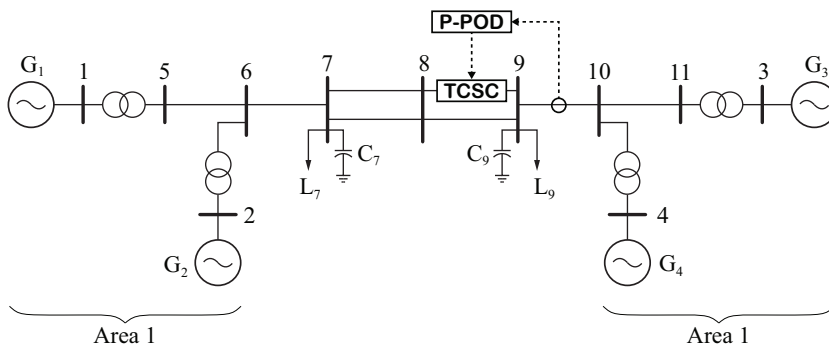 P-POD
G₁
1
5
6
7
8
TCSC
9
10
11
3
G₃
L₇
C₇
C₉
L₉
2
G₂
4
G₄
Area 1
Area 1